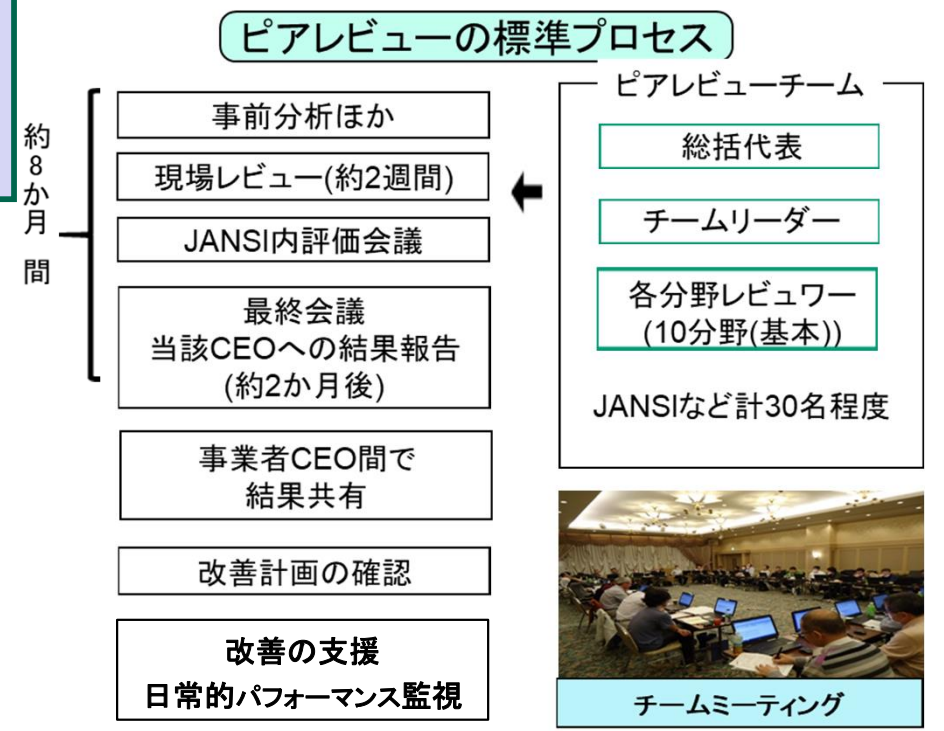 ピアレビューの標準プロセス
約8か月間
事前分析ほか
現場レビュー(約2週間)
JANSI内評価会議
最終会議
当該CEOへの結果報告
(約2か月後)
事業者CEO間で
結果共有
改善計画の確認
改善の支援
日常的パフォーマンス監視
ピアレビューチーム
総括代表
チームリーダー
各分野レビュワー
(10分野(基本))
JANSIなど計30名程度
チームミーティング